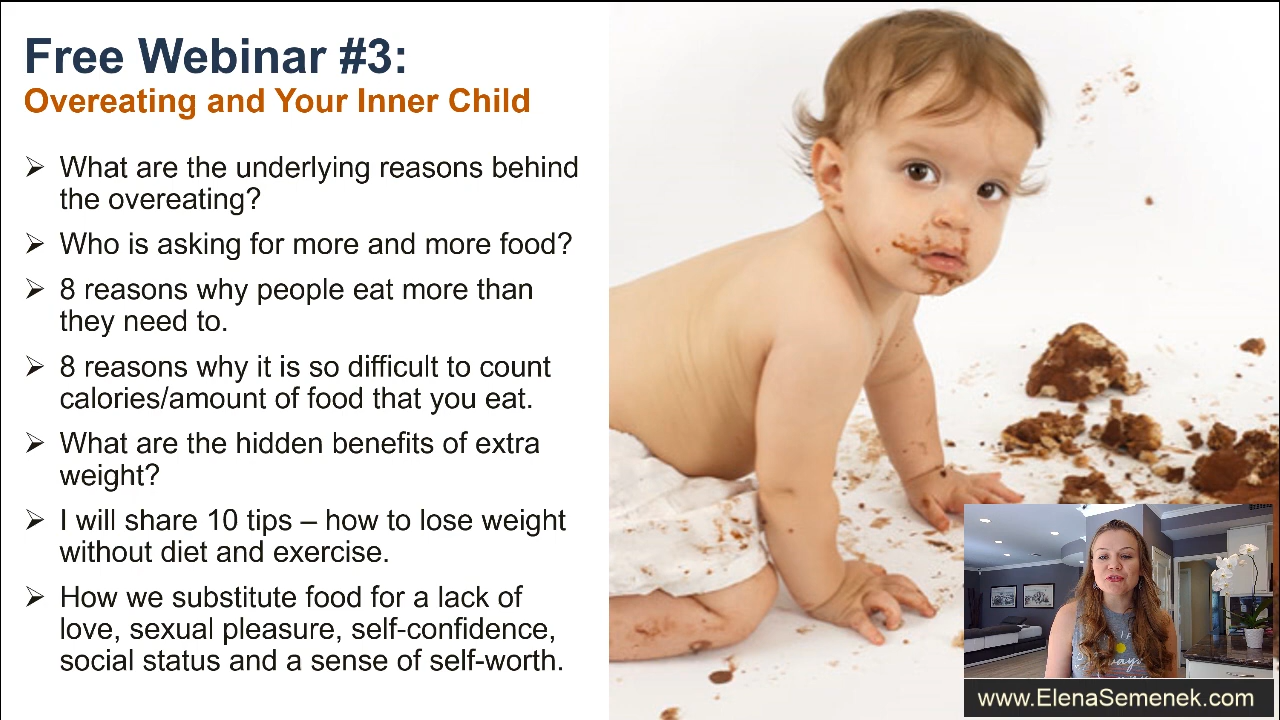 Free Webinar #3:
Overeating and Your Inner Child
➢ What are the underlying reasons behind
the overeating?
➢ Who is asking for more and more food?
➢ 8 reasons why people eat more than
they need to.
➢ 8 reasons why it is so difficult to count
calories/amount of food that you eat.
➢ What are the hidden benefits of extra
weight?
➢ I will share 10 tips – how to lose weight
without diet and exercise.
➢ How we substitute food for a lack of
love, sexual pleasure, self-confidence,
social status and a sense of self-worth.
www.ElenaSemenek.com